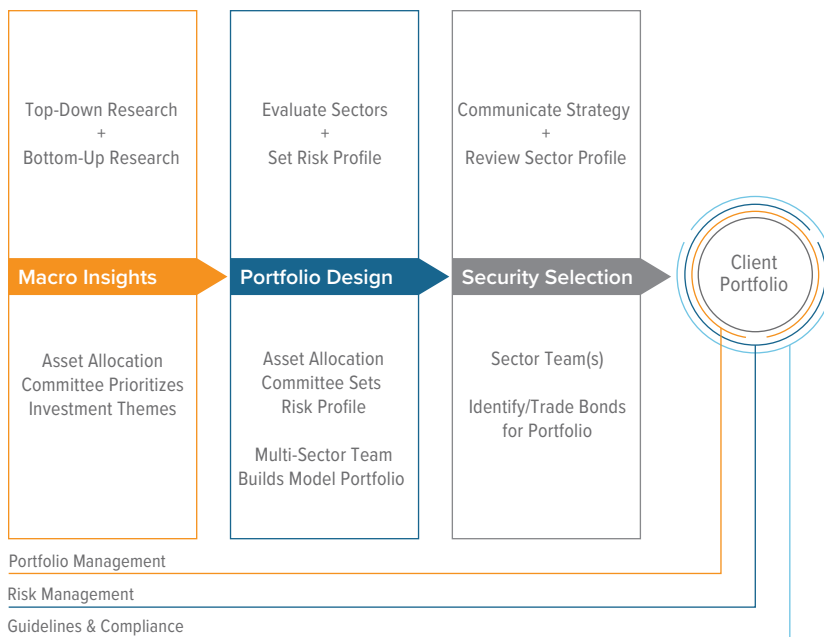 Top-Down Research
+
Bottom-Up Research
Macro Insights
Asset Allocation
Committee Prioritizes
Investment Themes
Evaluate Sectors
+
Set Risk Profile
Portfolio Design
Asset Allocation
Committee Sets
Risk Profile
Multi-Sector Team
Builds Model Portfolio
Communicate Strategy
+
Review Sector Profile
Security Selection
Sector Team(s)
Identify/Trade Bonds
for Portfolio
Client
Portfolio
Portfolio Management
Risk Management
Guidelines & Compliance